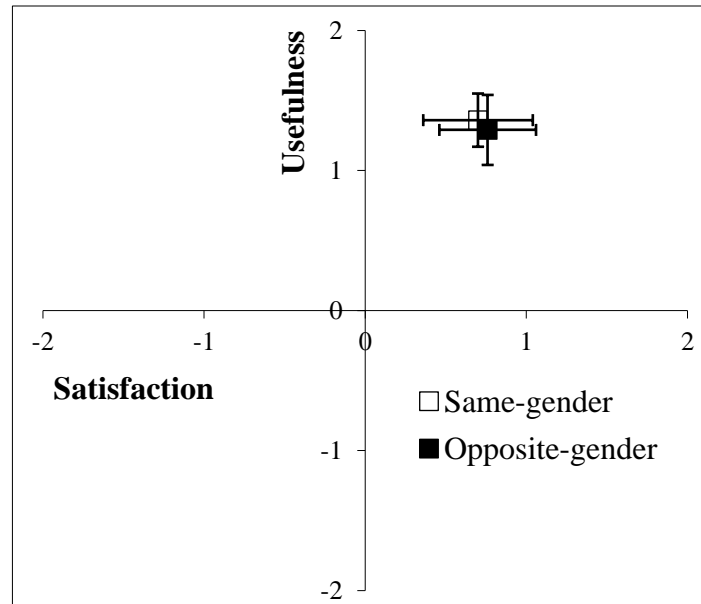 2
Usefulness
1
0
-2
-1
0
1
2
Satisfaction
Same-gender
Opposite-gender
-1
-2